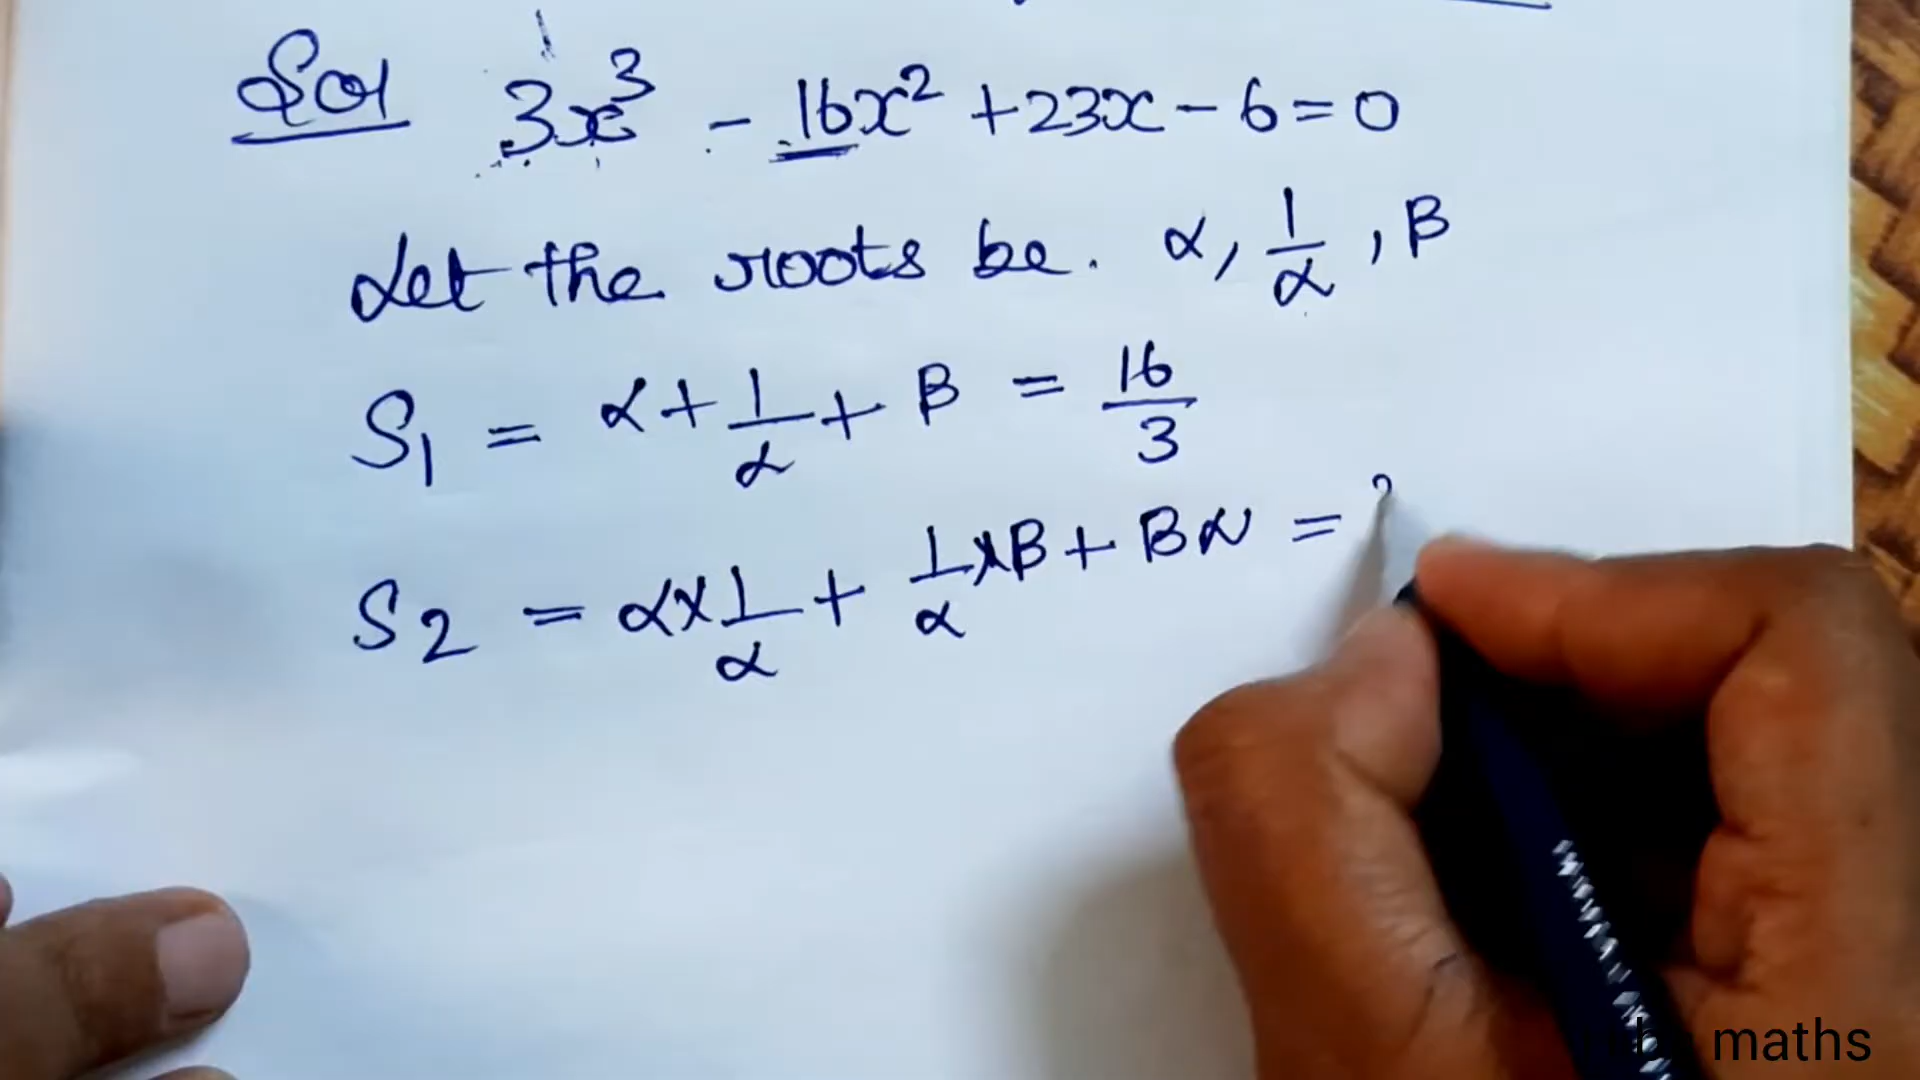 Sol 3x³ - 16x² + 23x - 6 = 0
Let the roots be. α, 1/α, β
S₁ = α + 1/α + β = 16/3
S₂ = α × 1/α + 1/α × β + βα =
maths